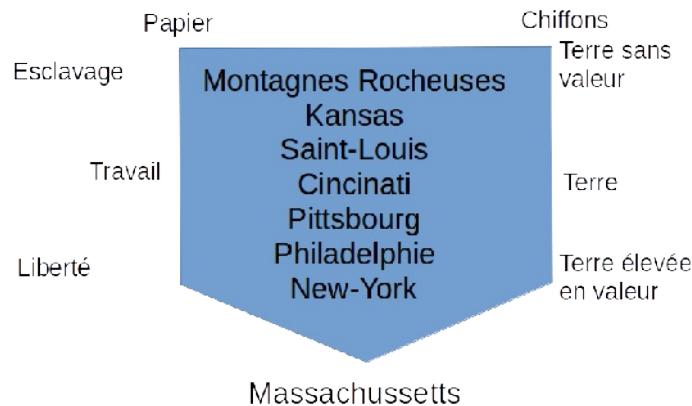 Papier
Chiffons
Esclavage
Terre sans
valeur
Montagnes Rocheuses
Kansas
Saint-Louis
Travail
Cincinati
Terre
Pittsbourg
Philadelphie
Liberté
Terre élevée
en valeur
New-York
Massachussetts